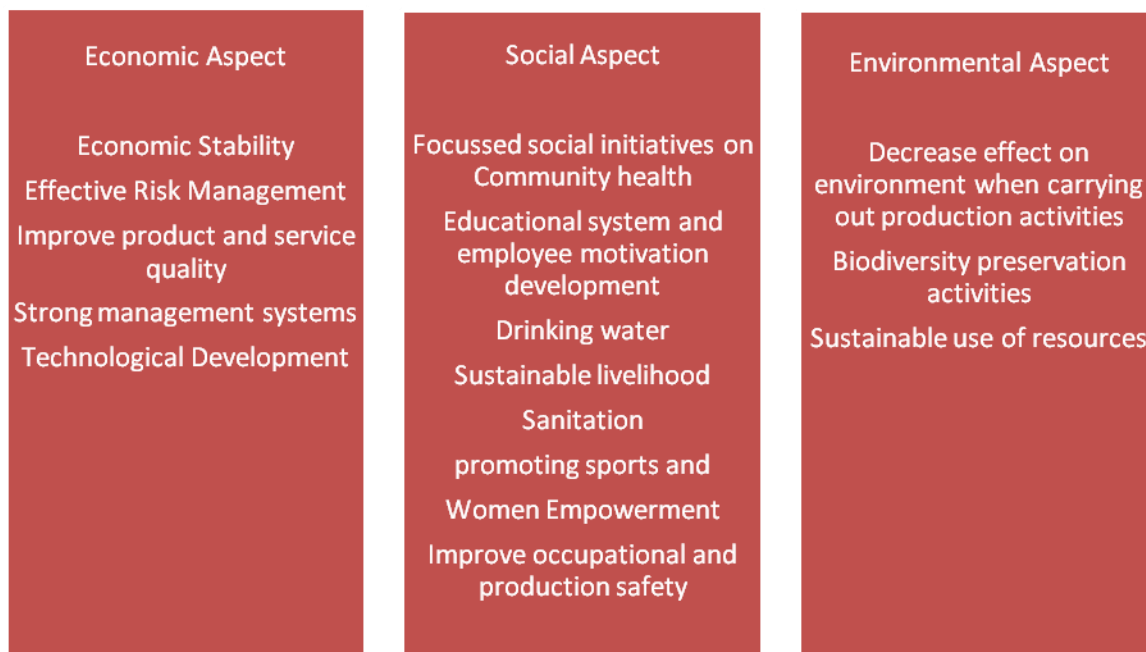 Economic Aspect
Economic Stability
Effective Risk Management
Improve product and service
quality
Strong management systems
Technological Development
Social Aspect
Focussed social initiatives on
Community health
Educational system and
employee motivation
development
Drinking water
Sustainable livelihood
Sanitation
promoting sports and
Women Empowerment
Improve occupational and
production safety
Environmental Aspect
Decrease effect on
environment when carrying
out production activities
Biodiversity preservation
activities
Sustainable use of resources